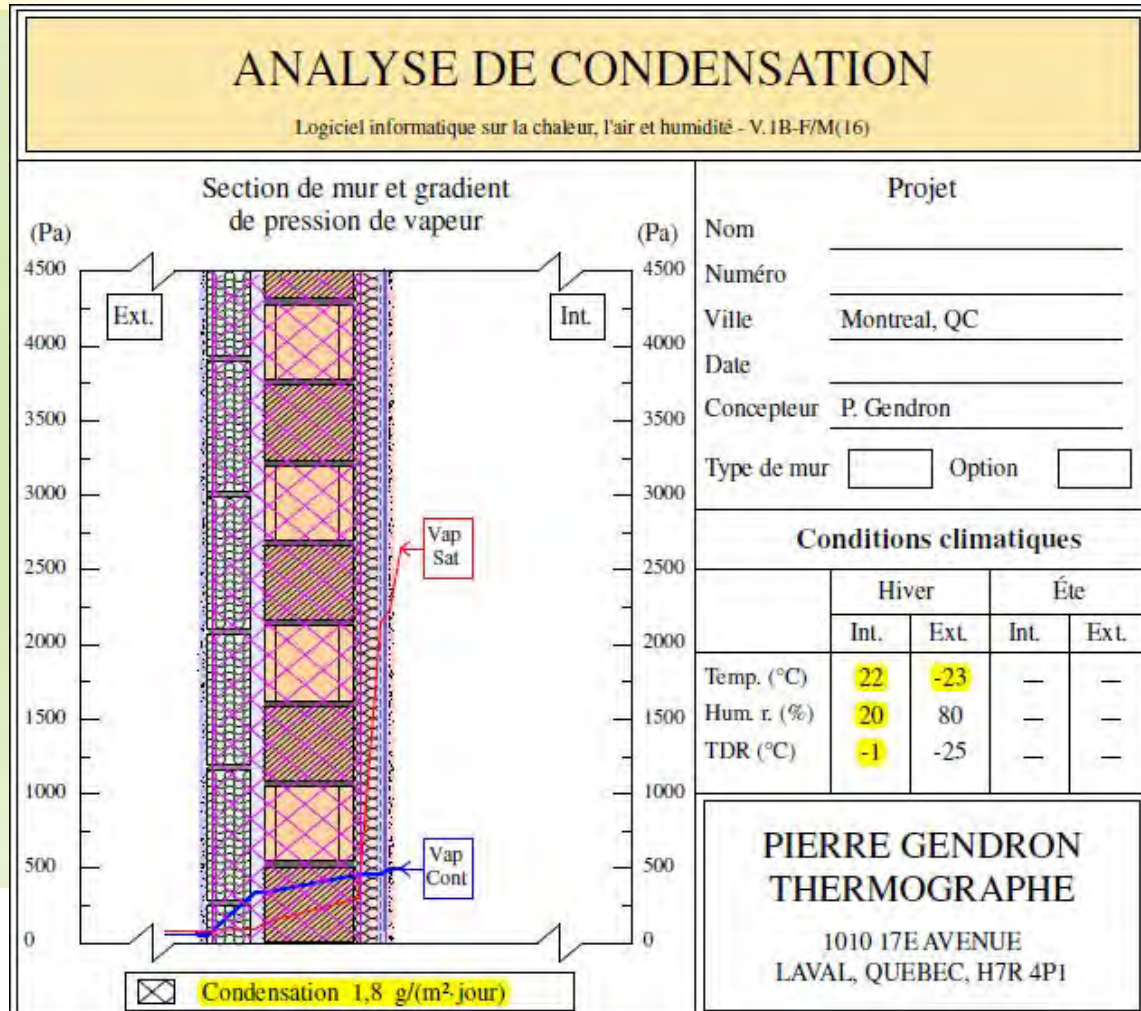 ANALYSE DE CONDENSATION
Logiciel informatique sur la chaleur, l'air et humidité - V.1B-F/M(16)
Section de mur et gradient
de pression de vapeur
(Pa)
(Pa)
4500
4000
3500
3000
2500
2000
1500
1000
500
0
Ext.
Int.
Vap
Sat
Vap
Cont
4500
4000
3500
3000
2500
2000
1500
1000
500
0
Condensation 1,8 g/(m²·jour)
Projet
Nom
Numéro
Ville Montreal, QC
Date
Concepteur P. Gendron
Type de mur Option
Conditions climatiques
Hiver Éte
Int. Ext. Int. Ext.
Temp. (°C) 22 -23 — —
Hum. r. (%) 20 80 — —
TDR (°C) -1 -25 — —
PIERRE GENDRON
THERMOGRAPHE
1010 17E AVENUE
LAVAL, QUEBEC, H7R 4P1